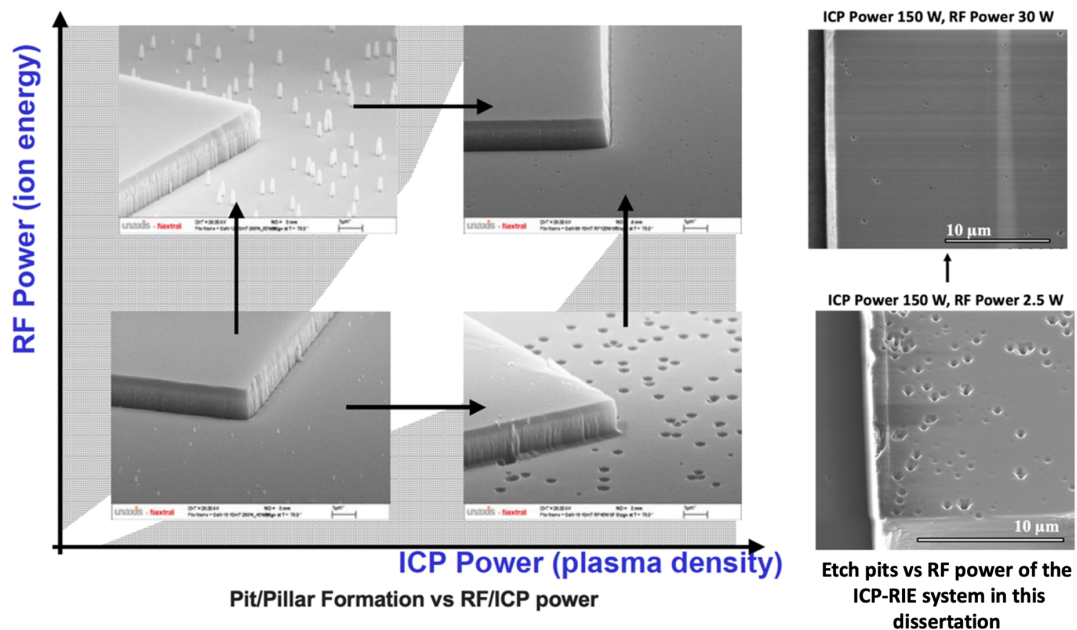 ICP Power 150 W, RF Power 30 W
RF Power (ion energy)
10 µm
unaxis - Nextral
unaxis - Nextral
ICP Power 150 W, RF Power 2.5 W
10 µm
unaxis - Nextral
unaxis - Nextral
ICP Power (plasma density)
Pit/Pillar Formation vs RF/ICP power
Etch pits vs RF power of the
ICP-RIE system in this
dissertation